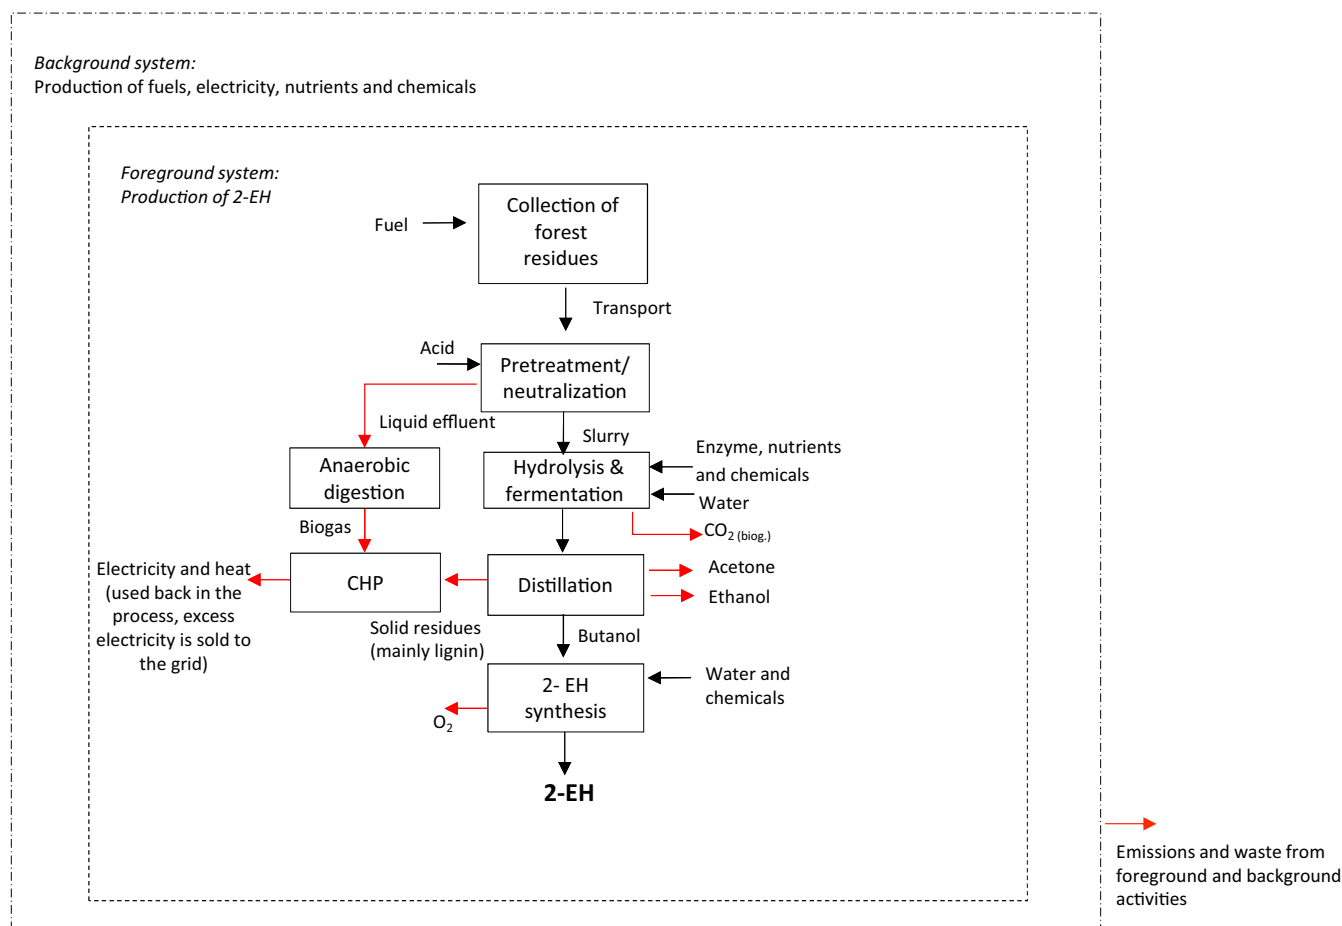 Background system:
Production of fuels, electricity, nutrients and chemicals
Foreground system:
Production of 2-EH
Collection of
forest
residues
Fuel
Transport
Acid
Pretreatment/
neutralization
Liquid effluent
Slurry
Enzyme, nutrients
and chemicals
Anaerobic
digestion
Hydrolysis &
fermentation
Water
Biogas
CO2 (biog.)
Electricity and heat
(used back in the
process, excess
electricity is sold to
the grid)
CHP
Distillation
Acetone
Ethanol
Solid residues
(mainly lignin)
Butanol
2- EH
synthesis
Water and
chemicals
O2
2-EH
Emissions and waste from
foreground and background
activities